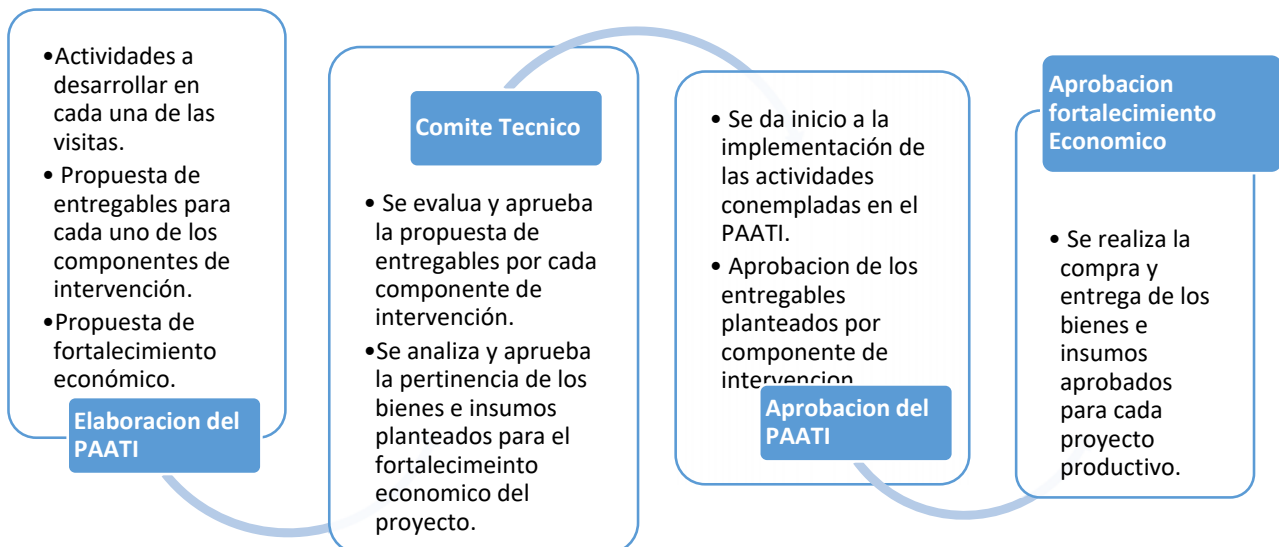 •Actividades a
desarrollar en
cada una de las
visitas.
• Propuesta de
entregables para
cada uno de los
componentes de
intervención.
•Propuesta de
fortalecimiento
económico.
Elaboracion del
PAATI
Comite Tecnico
• Se evalua y aprueba
la propuesta de
entregables por cada
componente de
intervención.
•Se analiza y aprueba
la pertinencia de los
bienes e insumos
planteados para el
fortalecimeinto
economico del
proyecto.
• Se da inicio a la
implementación de
las actividades
conempladas en el
PAATI.
• Aprobacion de los
entregables
planteados por
componente de
intervencion
Aprobacion del
PAATI
Aprobacion
fortalecimiento
Economico
• Se realiza la
compra y
entrega de los
bienes e
insumos
aprobados
para cada
proyecto
productivo.